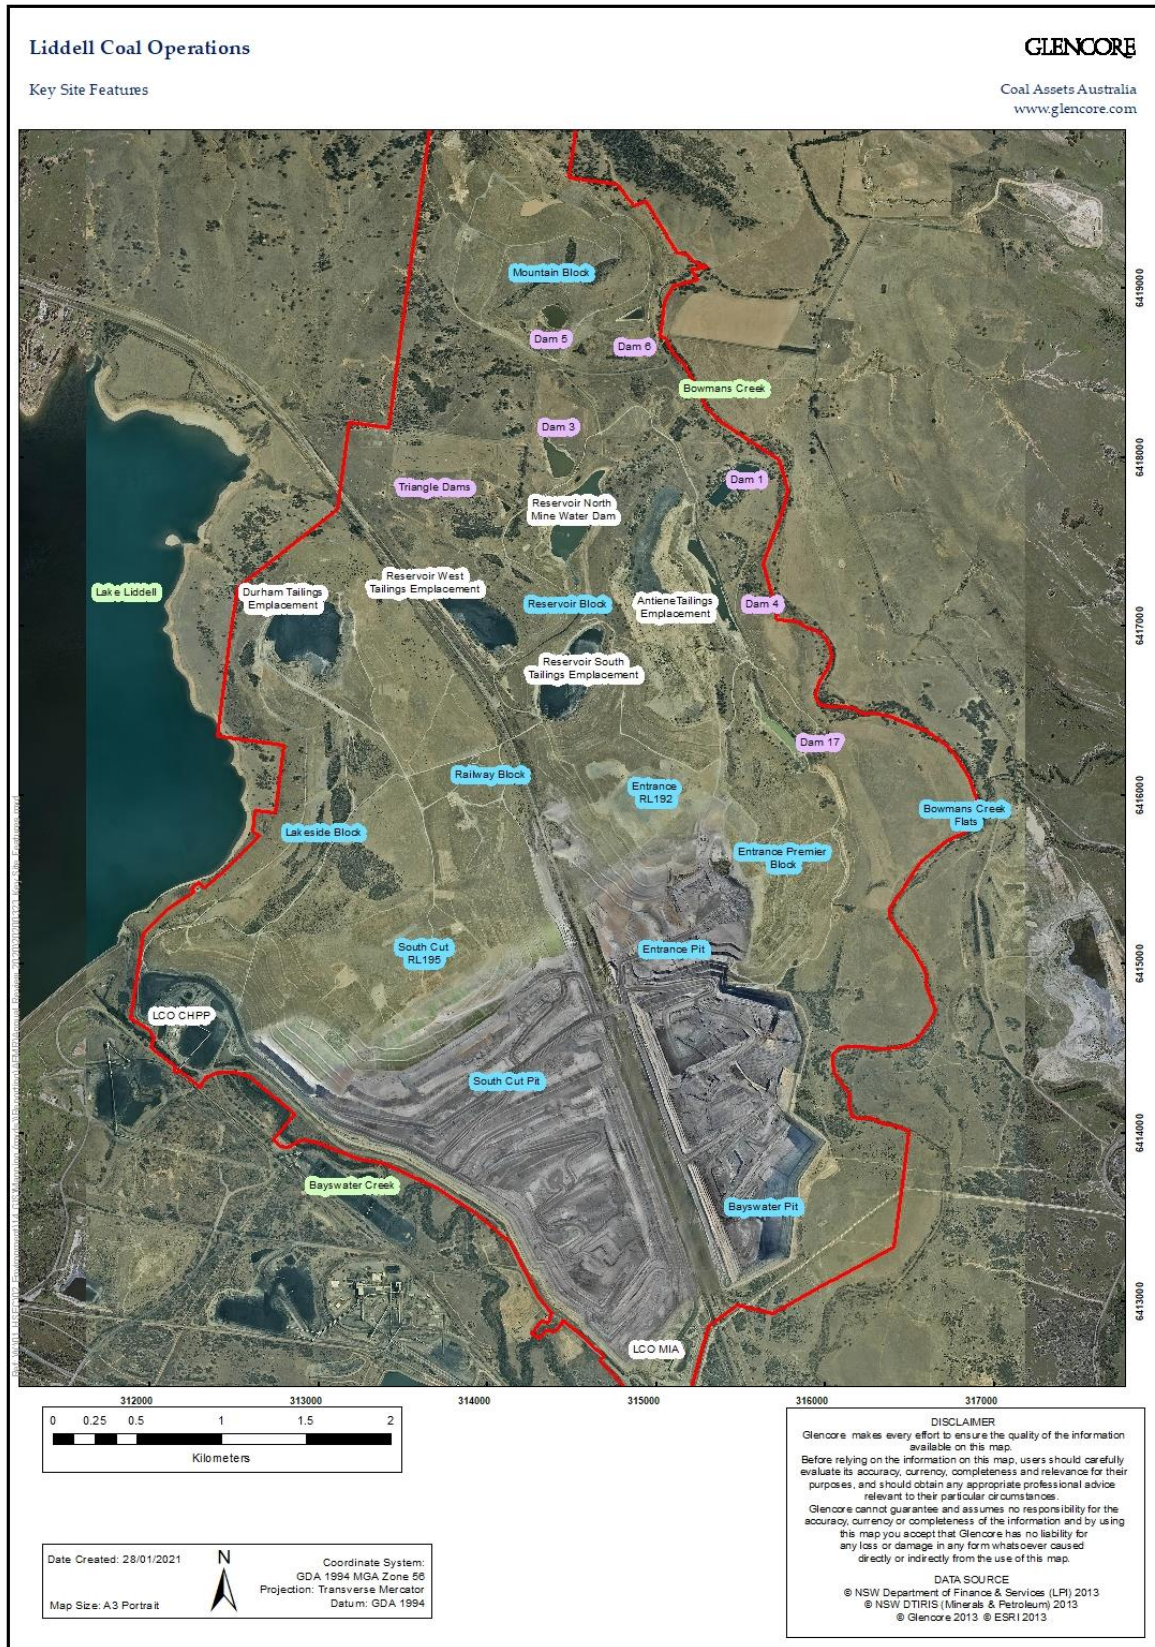 Liddell Coal Operations
GLENCORE
Key Site Features
Coal Assets Australia
www.glencore.com
Mountain Block
6419000
Dam 5
Dam 6
Bowmans Creek
Dam 3
6418000
Dam 1
Triangle Dams
Reservoir North
Mine Water Dam
Reservoir West
Tailings Emplacement
Lake Liddell
Durham Tailings
Emplacement
Reservoir Block
AntieneTailings
Emplacement
Dam 4
6417000
Reservoir South
Tailings Emplacement
Dam 17
Railway Block
Entrance
RL192
6416000
Bowmans Creek
Flats
Lakeside Block
Entrance Premier
Block
South Cut
RL195
Entrance Pit
6415000
LCO CHPP
South Cut Pit
6414000
Bayswater Creek
Bayswater Pit
6413000
LCO MIA
312000 313000 314000 315000 316000 317000
0 0.25 0.5 1 1.5 2
Kilometers
Date Created: 28/01/2021
Map Size: A3 Portrait
N
Coordinate System:
GDA 1994 MGA Zone 56
Projection: Transverse Mercator
Datum: GDA 1994
DISCLAIMER
Glencore makes every effort to ensure the quality of the information
available on this map.
Before relying on the information on this map, users should carefully
evaluate its accuracy, currency, completeness and relevance for their
purposes, and should obtain any appropriate professional advice
relevant to their particular circumstances.
Glencore cannot guarantee and assumes no responsibility for the
accuracy, currency or completeness of the information and by using
this map you accept that Glencore has no liability for
any loss or damage in any form whatsoever caused
directly or indirectly from the use of this map.
DATA SOURCE
© NSW Department of Finance & Services (LPI) 2013
© NSW DTIRIS (Minerals & Petroleum) 2013
© Glencore 2013 © ESRI 2013